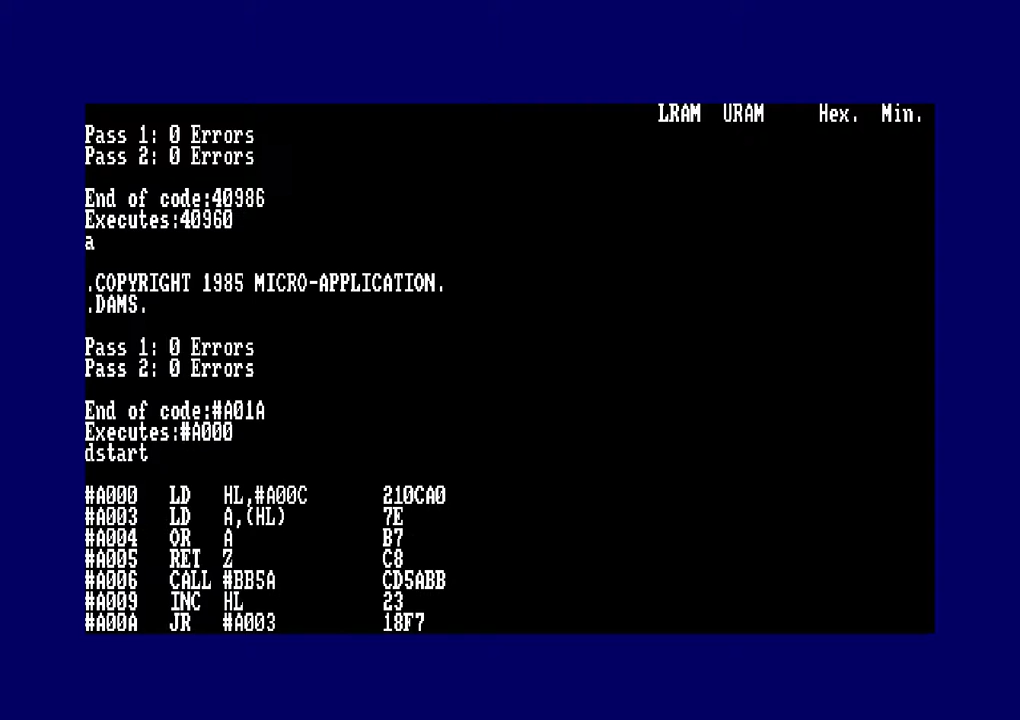 LRAM URAM Hex. Min.
Pass 1: 0 Errors
Pass 2: 0 Errors
End of code:40986
Executes:40960
a
.COPYRIGHT 1985 MICRO-APPLICATION.
.DAMS.
Pass 1: 0 Errors
Pass 2: 0 Errors
End of code:#A01A
Executes:#A000
dstart
#A000 LD HL,#A00C 210CA0
#A003 LD A,(HL) 7E
#A004 OR A B7
#A005 RET Z C8
#A006 CALL #BB5A CD5ABB
#A009 INC HL 23
#A00A JR #A003 18F7